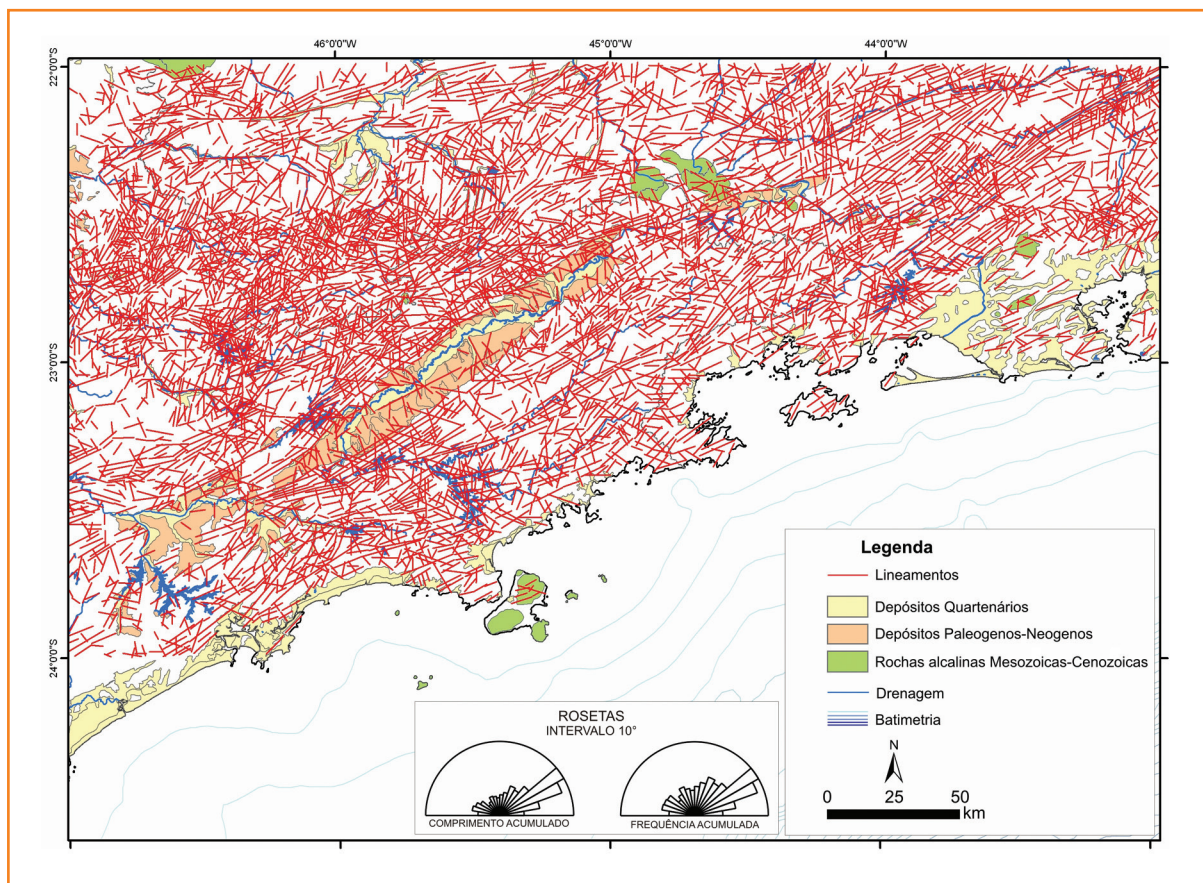 46°0'0"W
45°0'0"W
44°0'0"W
22°0'0"S
23°0'0"S
24°0'0"S
Legenda
Lineamentos
Depósitos Quartenários
Depósitos Paleogenos-Neogenos
Rochas alcalinas Mesozoicas-Cenozoicas
Drenagem
Batimetria
N
0 25 50
km
ROSETAS
INTERVALO 10°
COMPRIMENTO ACUMULADO
FREQUÊNCIA ACUMULADA